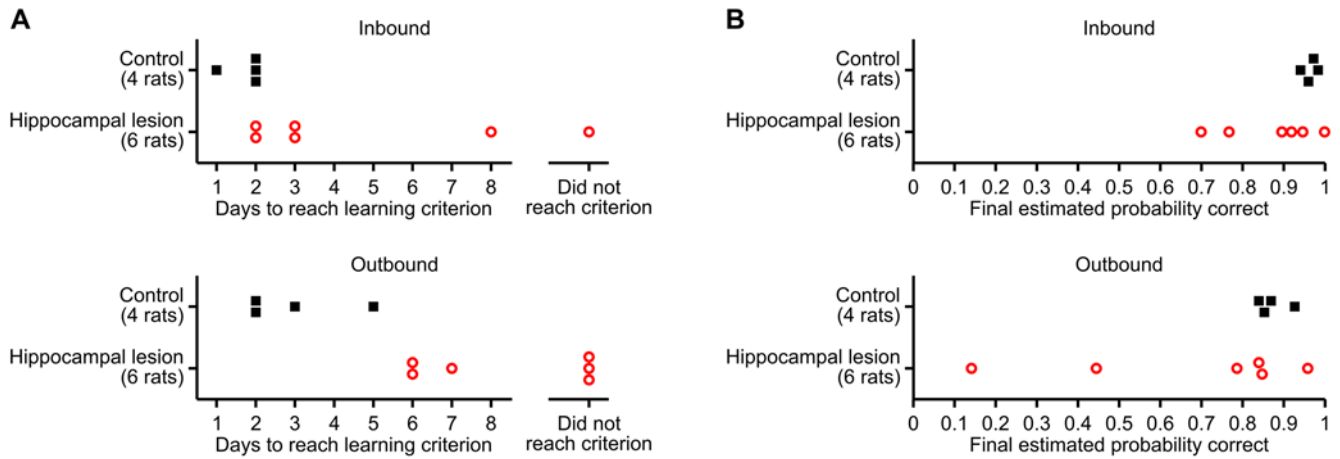 A
Inbound
Control
(4 rats)
Hippocampal lesion
(6 rats)
1 2 3 4 5 6 7 8 Did not
reach criterion
Days to reach learning criterion
Outbound
Control
(4 rats)
Hippocampal lesion
(6 rats)
1 2 3 4 5 6 7 8 Did not
reach criterion
Days to reach learning criterion
B
Inbound
Control
(4 rats)
Hippocampal lesion
(6 rats)
0 0.1 0.2 0.3 0.4 0.5 0.6 0.7 0.8 0.9 1
Final estimated probability correct
Outbound
Control
(4 rats)
Hippocampal lesion
(6 rats)
0 0.1 0.2 0.3 0.4 0.5 0.6 0.7 0.8 0.9 1
Final estimated probability correct